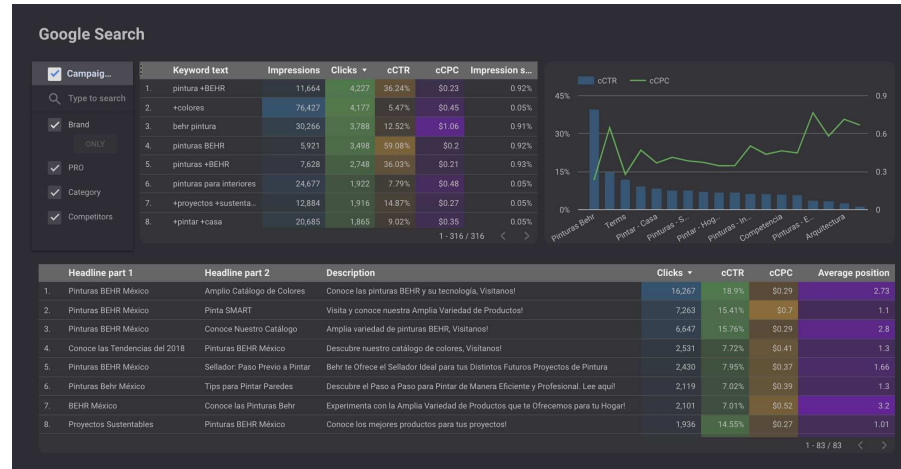 Google Search
Campaig...
Type to search
Brand
ONLY
PRO
Category
Competitors
Keyword text Impressions Clicks cCTR cCPC Impression s...
1. pintura +BEHR 11,664 4,227 36.24% $0.23 0.92%
2. +colores 76,427 4,177 5.47% $0.45 0.05%
3. behr pintura 30,266 3,788 12.52% $1.06 0.91%
4. pinturas BEHR 5,921 3,498 59.08% $0.2 0.92%
5. pinturas +BEHR 7,628 2,748 36.03% $0.21 0.93%
6. pinturas para interiores 24,677 1,922 7.79% $0.48 0.05%
7. +proyectos +sustenta... 12,884 1,916 14.87% $0.27 0.05%
8. +pintar +casa 20,685 1,865 9.02% $0.35 0.05%
1 - 316 / 316
cCTR cCPC
45% 0.9
30% 0.6
15% 0.3
0% 0
Pinturas Behr
Terms
Pintar - Casa
Pinturas - S...
Pintar - Hog...
Pinturas - In...
Competencia
Pinturas - E...
Arquitectura
Headline part 1 Headline part 2 Description Clicks cCTR cCPC Average position
1. Pinturas BEHR México Amplio Catálogo de Colores Conoce las pinturas BEHR y su tecnología, Visitanos! 16,267 18.9% $0.29 2.73
2. Pinturas BEHR México Pinta SMART Visita y conoce nuestra Amplia Variedad de Productos! 7,263 15.41% $0.7 1.1
3. Pinturas BEHR México Conoce Nuestro Catálogo Amplia variedad de pinturas BEHR, Visitanos! 6,647 15.76% $0.29 2.8
4. Conoce las Tendencias del 2018 Pinturas BEHR México Descubre nuestro catálogo de colores, Visítanos! 2,531 7.72% $0.41 1.3
5. Pinturas BEHR México Sellador: Paso Previo a Pintar Behr te Ofrece el Sellador Ideal para tus Distintos Futuros Proyectos de Pintura 2,430 7.95% $0.37 1.66
6. Pinturas Behr México Tips para Pintar Paredes Descubre el Paso a Paso para Pintar de Manera Eficiente y Profesional. Lee aquí! 2,119 7.02% $0.39 1.3
7. BEHR México Conoce las Pinturas Behr Experimenta con la Amplia Variedad de Productos que te Ofrecemos para tu Hogar! 2,101 7.01% $0.52 3.2
8. Proyectos Sustentables Pinturas BEHR México Conoce los mejores productos para tus proyectos! 1,936 14.55% $0.27 1.01
1 - 83 / 83